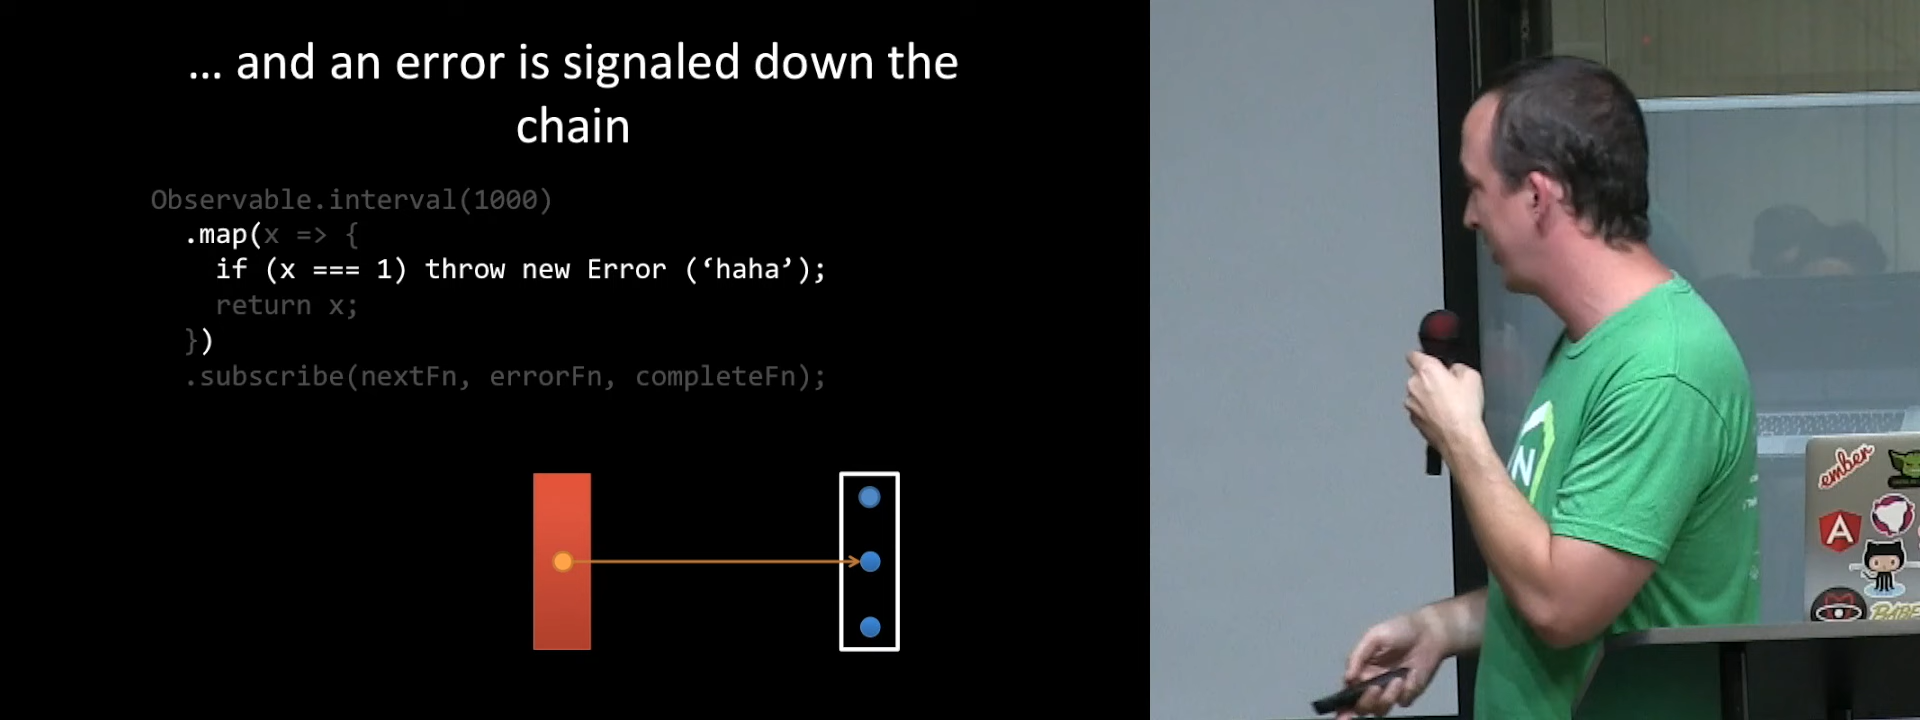 ... and an error is signaled down the
chain
Observable.interval(1000)
.map(x => {
if (x === 1) throw new Error (‘haha’);
return x;
})
.subscribe(nextFn, errorFn, completeFn);
N
ember
A